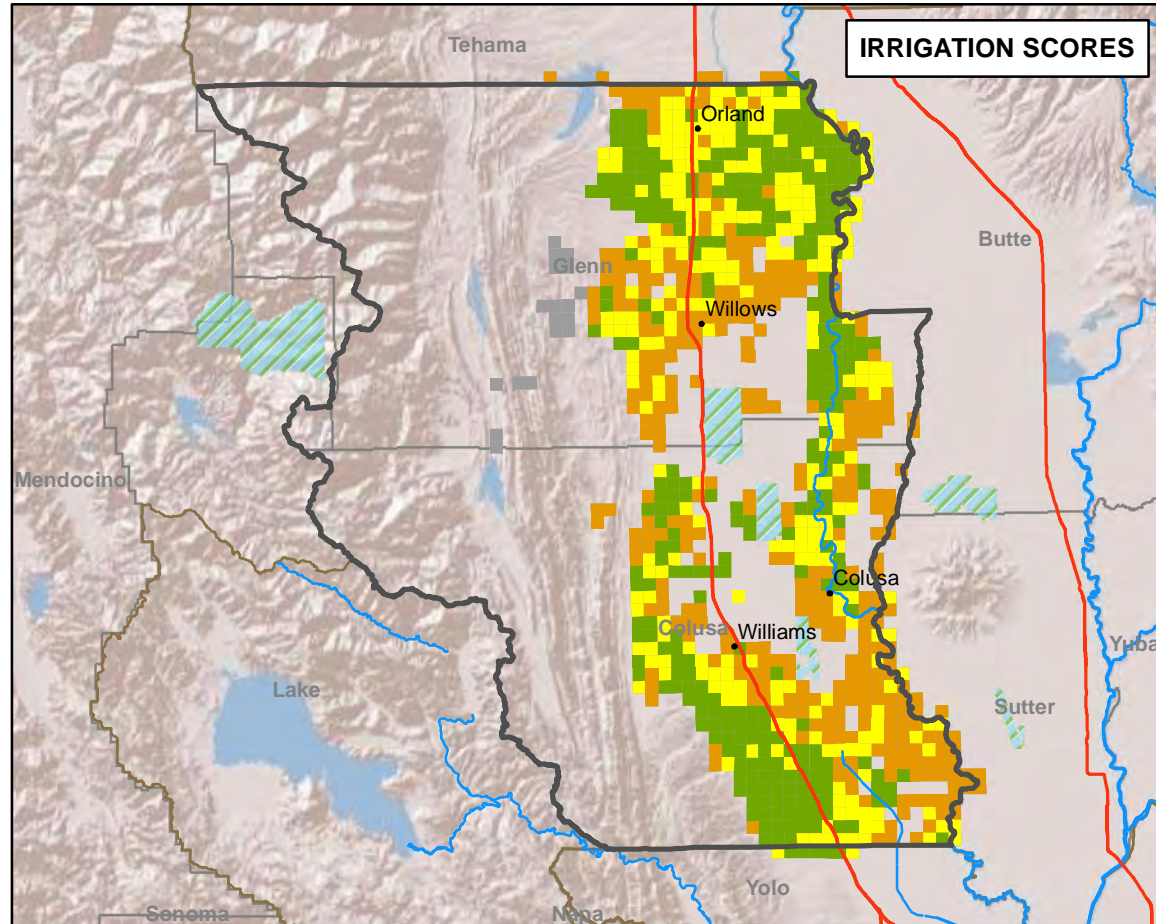 IRRIGATION SCORES
Tehama
Orland
Butte
Glenn
Willows
Mendocino
Colusa
Colusa
Williams
Yuba
Lake
Sutter
Yolo
Sonoma
Napa